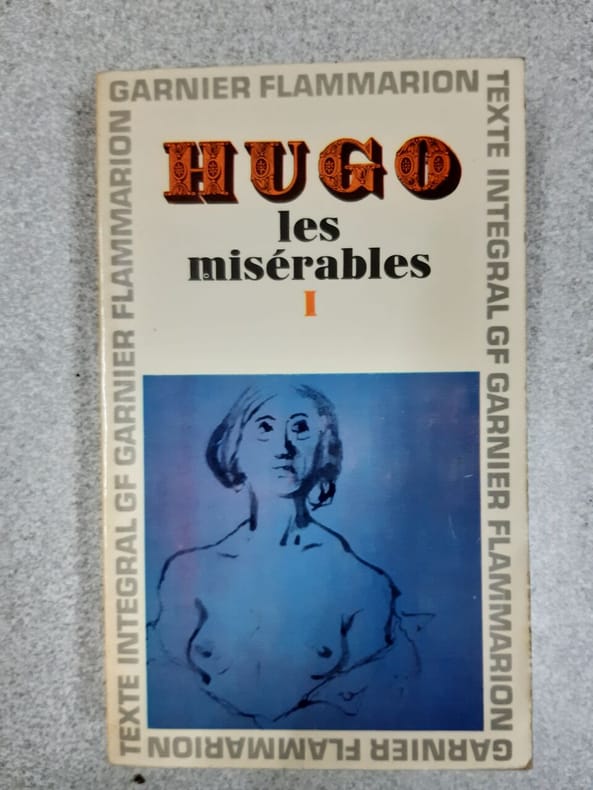 GARNIER FLAMMARION
TEXTE INTEGRAL GF GARNIER FLAMMARION
HUGO
les
misérables
I
TEXTE INTEGRAL GF GARNIER FLAMMARION
GARNIER FLAMMARION